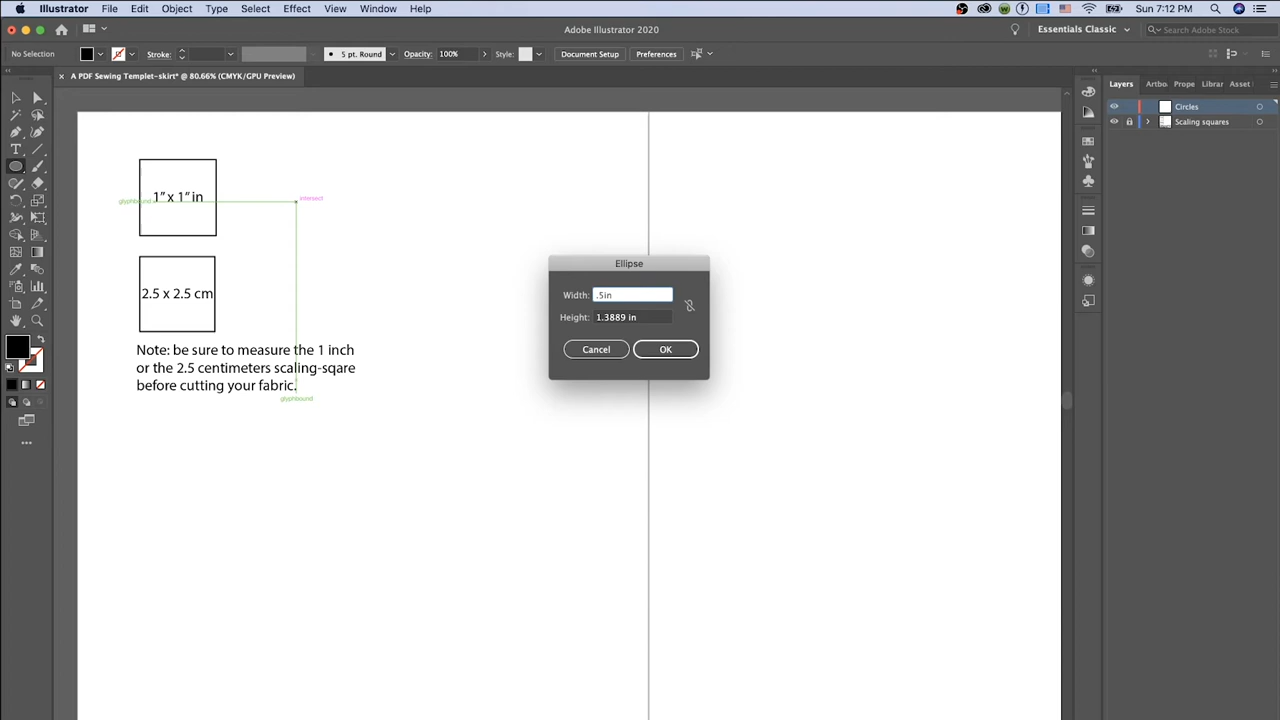 Illustrator File Edit Object Type Select Effect View Window Help Sun 7:12 PM
Adobe Illustrator 2020 Essentials Classic Search Adobe Stock
No Selection Stroke: 5 pt. Round Opacity: 100% Style: Document Setup Preferences
A PDF Sewing Templet-skirt* @ 80.66% (CMYK/GPU Preview)
Layers Artbo Prope Librar Asset
Circles
Scaling squares
1” x 1” in
glyphbound
intersect
Ellipse
Width: .5in
Height: 1.3889 in
Cancel OK
2.5 x 2.5 cm
Note: be sure to measure the 1 inch
or the 2.5 centimeters scaling-sqare
before cutting your fabric.
glyphbound